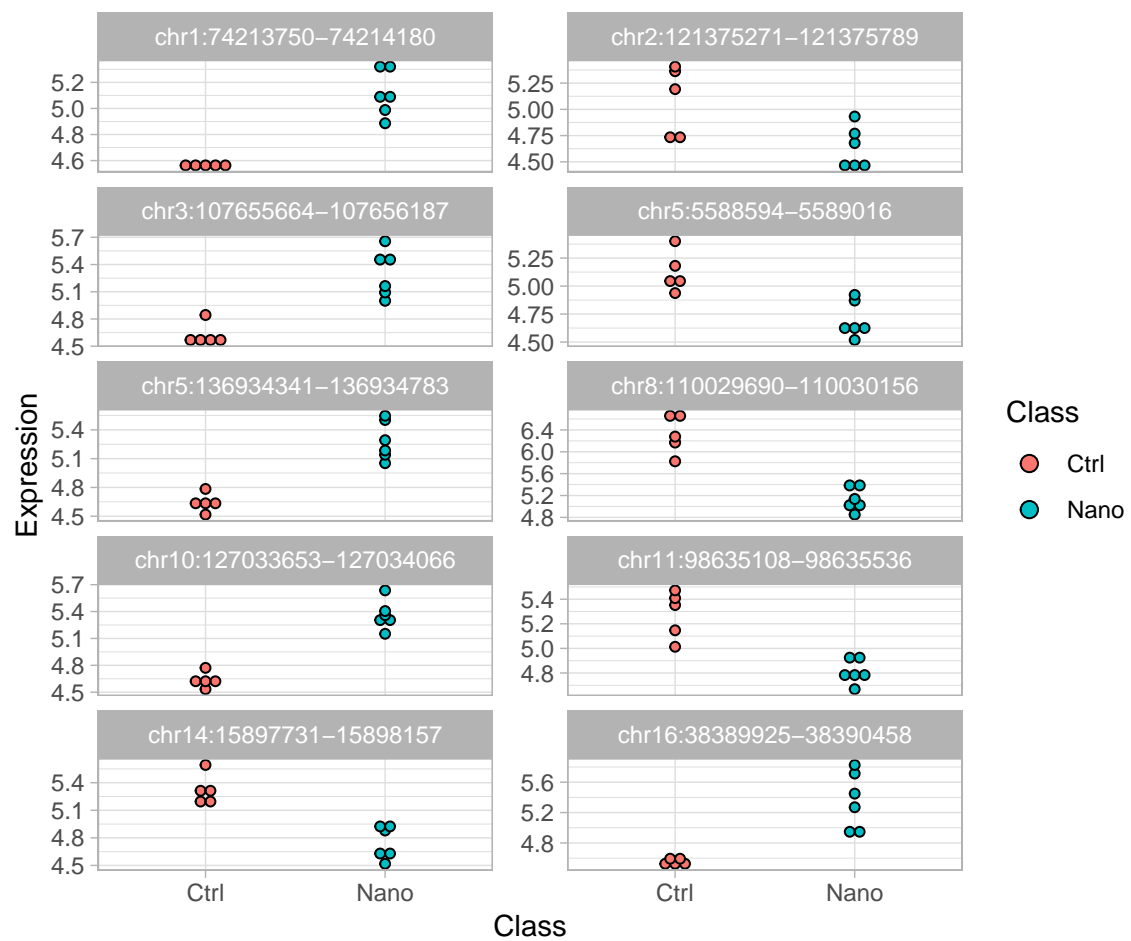 chr1:74213750−74214180
chr2:121375271−121375789
5.2
5.0
4.8
4.6
5.25
5.00
4.75
4.50
chr3:107655664−107656187
chr5:5588594−5589016
5.7
5.4
5.1
4.8
4.5
5.25
5.00
4.75
4.50
chr5:136934341−136934783
chr8:110029690−110030156
5.4
5.1
4.8
4.5
6.4
6.0
5.6
5.2
4.8
chr10:127033653−127034066
chr11:98635108−98635536
5.7
5.4
5.1
4.8
4.5
5.4
5.2
5.0
4.8
chr14:15897731−15898157
chr16:38389925−38390458
5.4
5.1
4.8
4.5
5.6
5.2
4.8
Ctrl
Nano
Ctrl
Nano
Class
Expression
Class
Ctrl
Nano